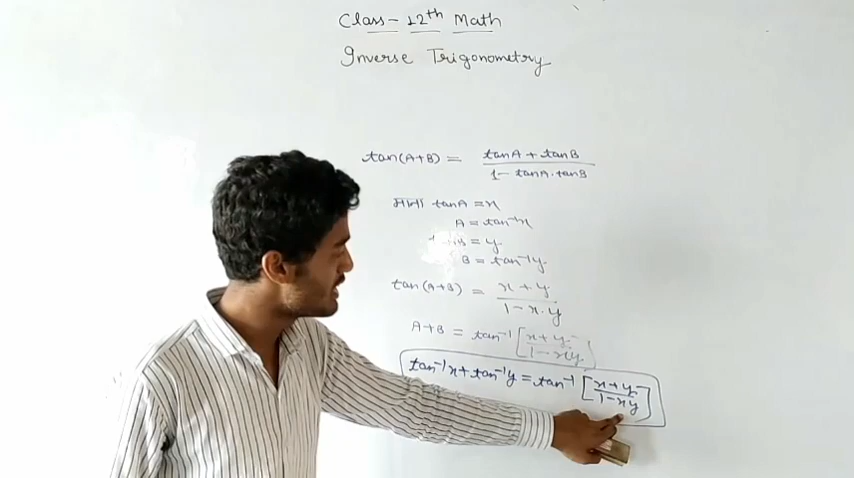 Class- 12th Math
Inverse Trigonometry
tan(A+B) = tanA + tanB / 1- tanA.tanB
माना tanA = x
A = tan⁻¹x
= y
B = tan⁻¹y
tan(A+B) = x + y / 1 - x.y
A+B = tan⁻¹ [x+y / 1-xy]
tan⁻¹x + tan⁻¹y = tan⁻¹ [x+y / 1-xy]